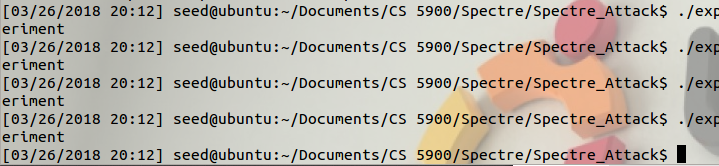 [03/26/2018 20:12] seed@ubuntu:~/Documents/CS 5900/Spectre/Spectre_Attack$ ./exp
eriment
[03/26/2018 20:12] seed@ubuntu:~/Documents/CS 5900/Spectre/Spectre_Attack$ ./exp
eriment
[03/26/2018 20:12] seed@ubuntu:~/Documents/CS 5900/Spectre/Spectre_Attack$ ./exp
eriment
[03/26/2018 20:12] seed@ubuntu:~/Documents/CS 5900/Spectre/Spectre_Attack$ ./exp
eriment
[03/26/2018 20:12] seed@ubuntu:~/Documents/CS 5900/Spectre/Spectre_Attack$